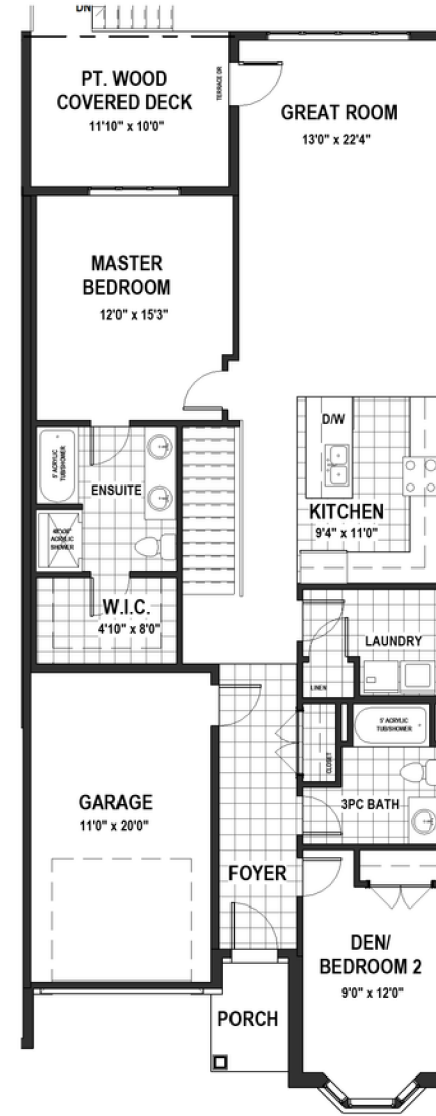 DN
PT. WOOD
COVERED DECK
11'10" x 10'0"
TERRACE DR
GREAT ROOM
13'0" x 22'4"
MASTER
BEDROOM
12'0" x 15'3"
D/W
5' ACRYLIC
TUB/SHOWER
ENSUITE
KITCHEN
9'4" x 11'0"
ACRYLIC
SHOWER
W.I.C.
4'10" x 8'0"
LAUNDRY
LINEN
5' ACRYLIC
TUB/SHOWER
CLOSET
GARAGE
11'0" x 20'0"
3PC BATH
FOYER
DEN/
BEDROOM 2
9'0" x 12'0"
PORCH